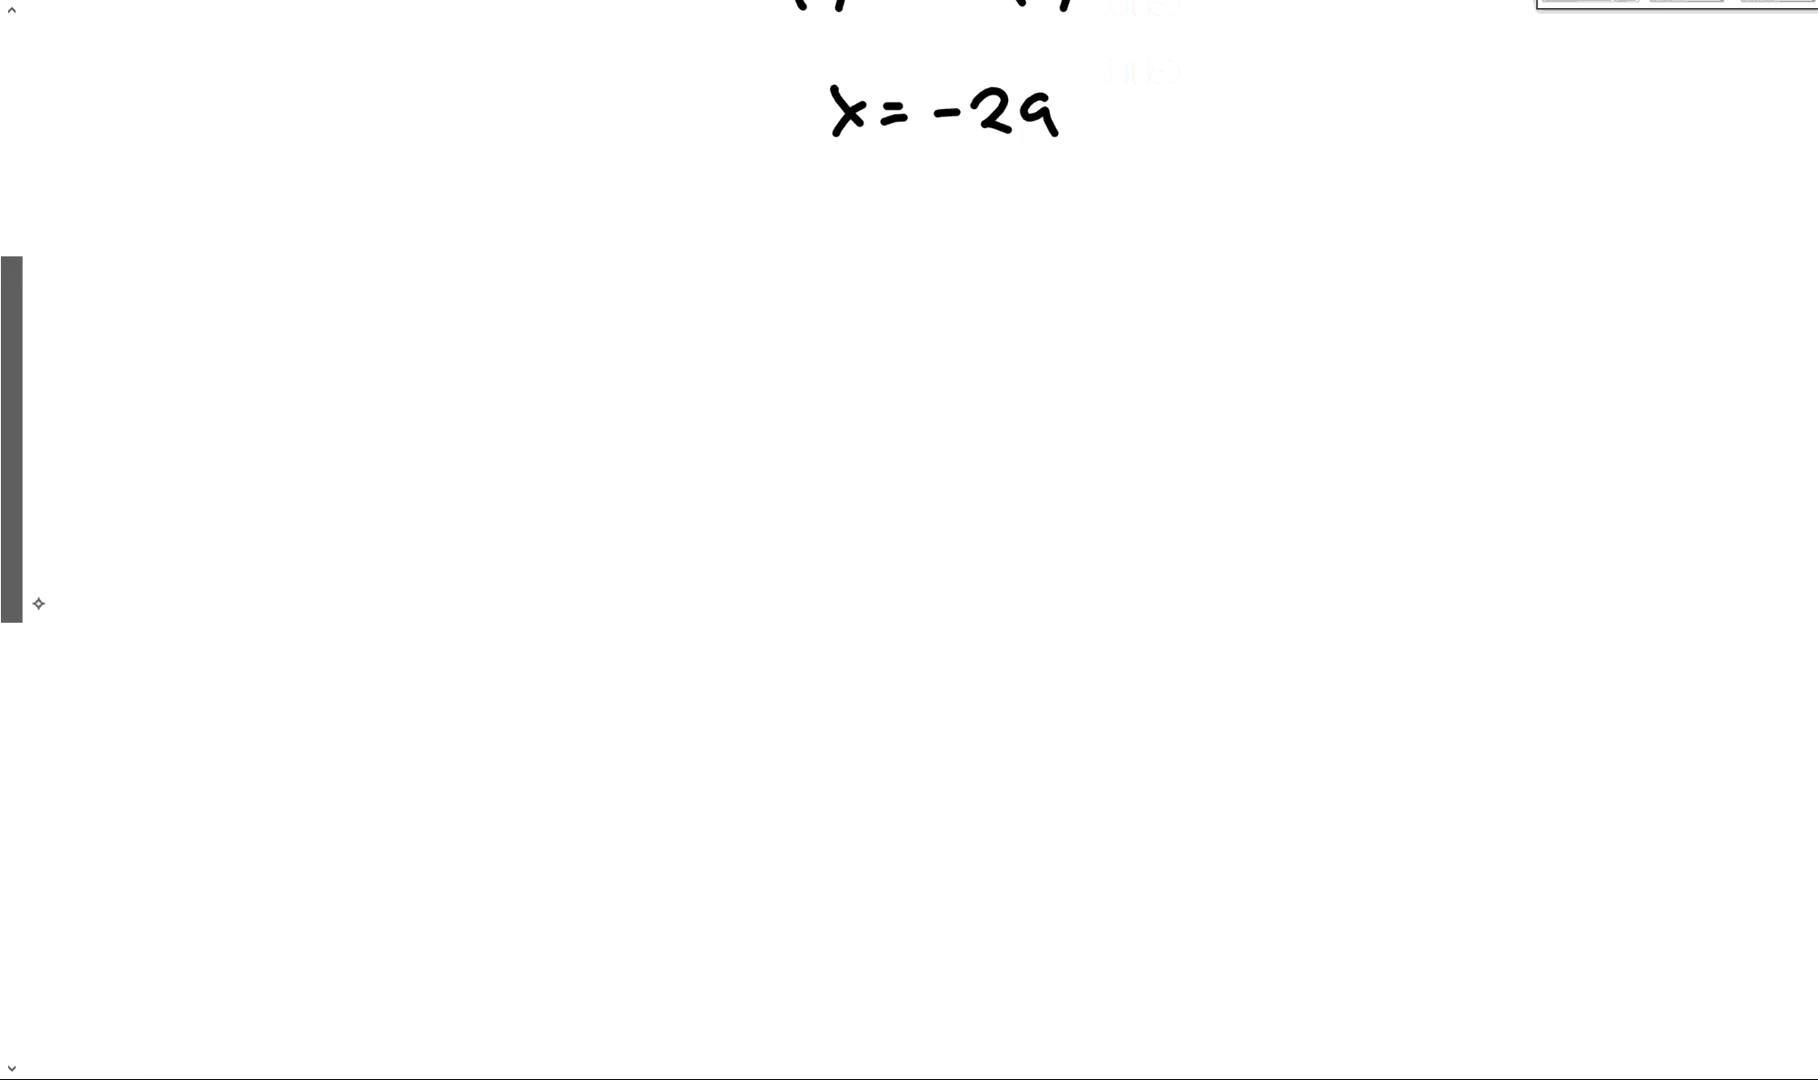 x = -2a